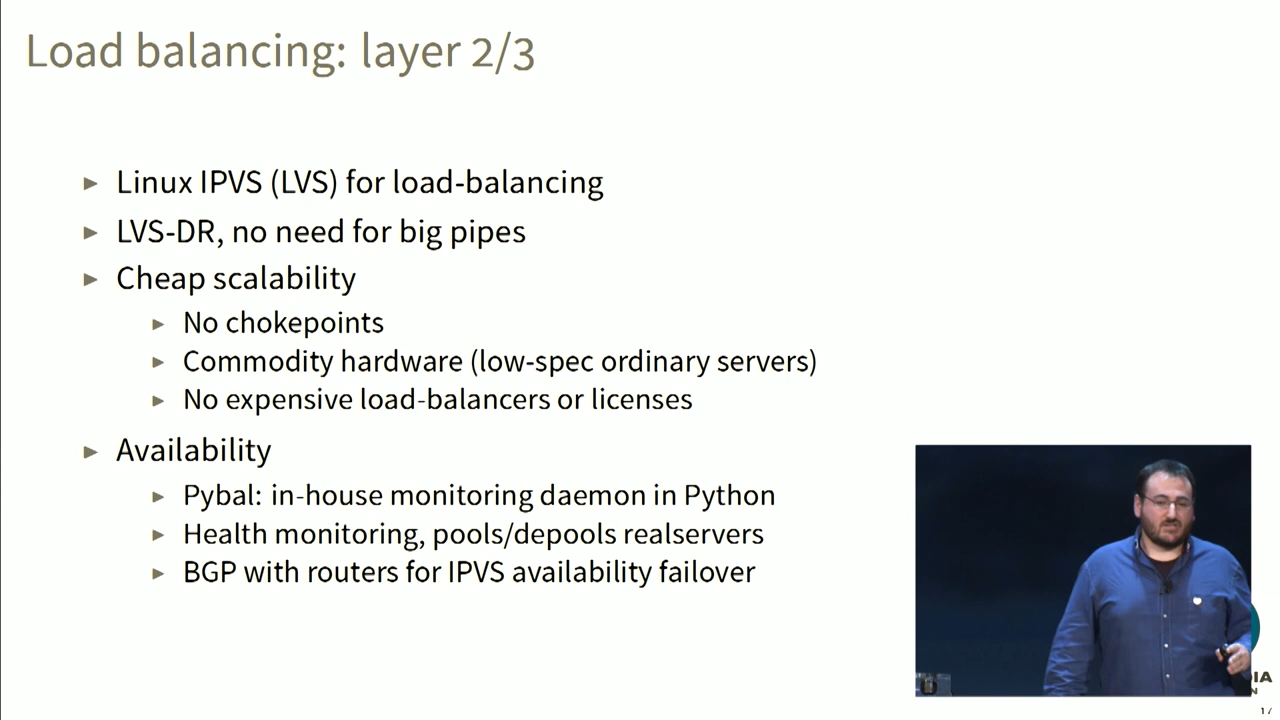 Load balancing: layer 2/3
Linux IPVS (LVS) for load-balancing
LVS-DR, no need for big pipes
Cheap scalability
No chokepoints
Commodity hardware (low-spec ordinary servers)
No expensive load-balancers or licenses
Availability
Pybal: in-house monitoring daemon in Python
Health monitoring, pools/depools realservers
BGP with routers for IPVS availability failover
DIA
N